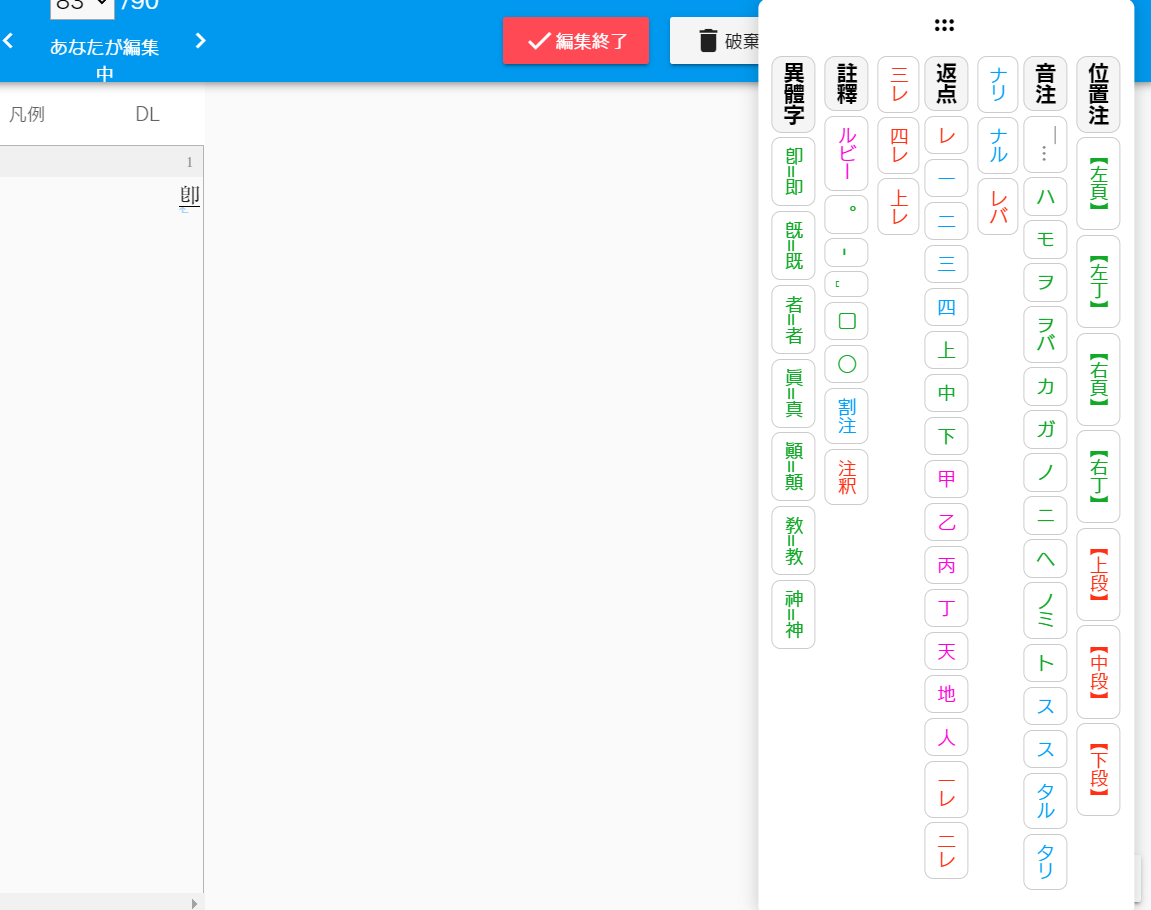 83 /790
あなたが編集中
編集終了
破棄
凡例
DL
1
卽
位置注
【左頁】
【左丁】
【右頁】
【右丁】
【上段】
【中段】
【下段】
音注
｜…
ハ
モ
ヲ
ヲバ
カ
ガ
ノ
ニ
ヘ
ノミ
ト
ス
ス
タル
タリ
ナリ
ナル
レバ
返点
レ
一
二
三
四
上
中
下
甲
乙
丙
丁
天
地
人
一レ
二レ
三レ
四レ
上レ
註釋
ルビー
。
□
〇
割注
注釈
異體字
卽=即
旣=既
者=者
眞=真
顚=顛
敎=教
神=神